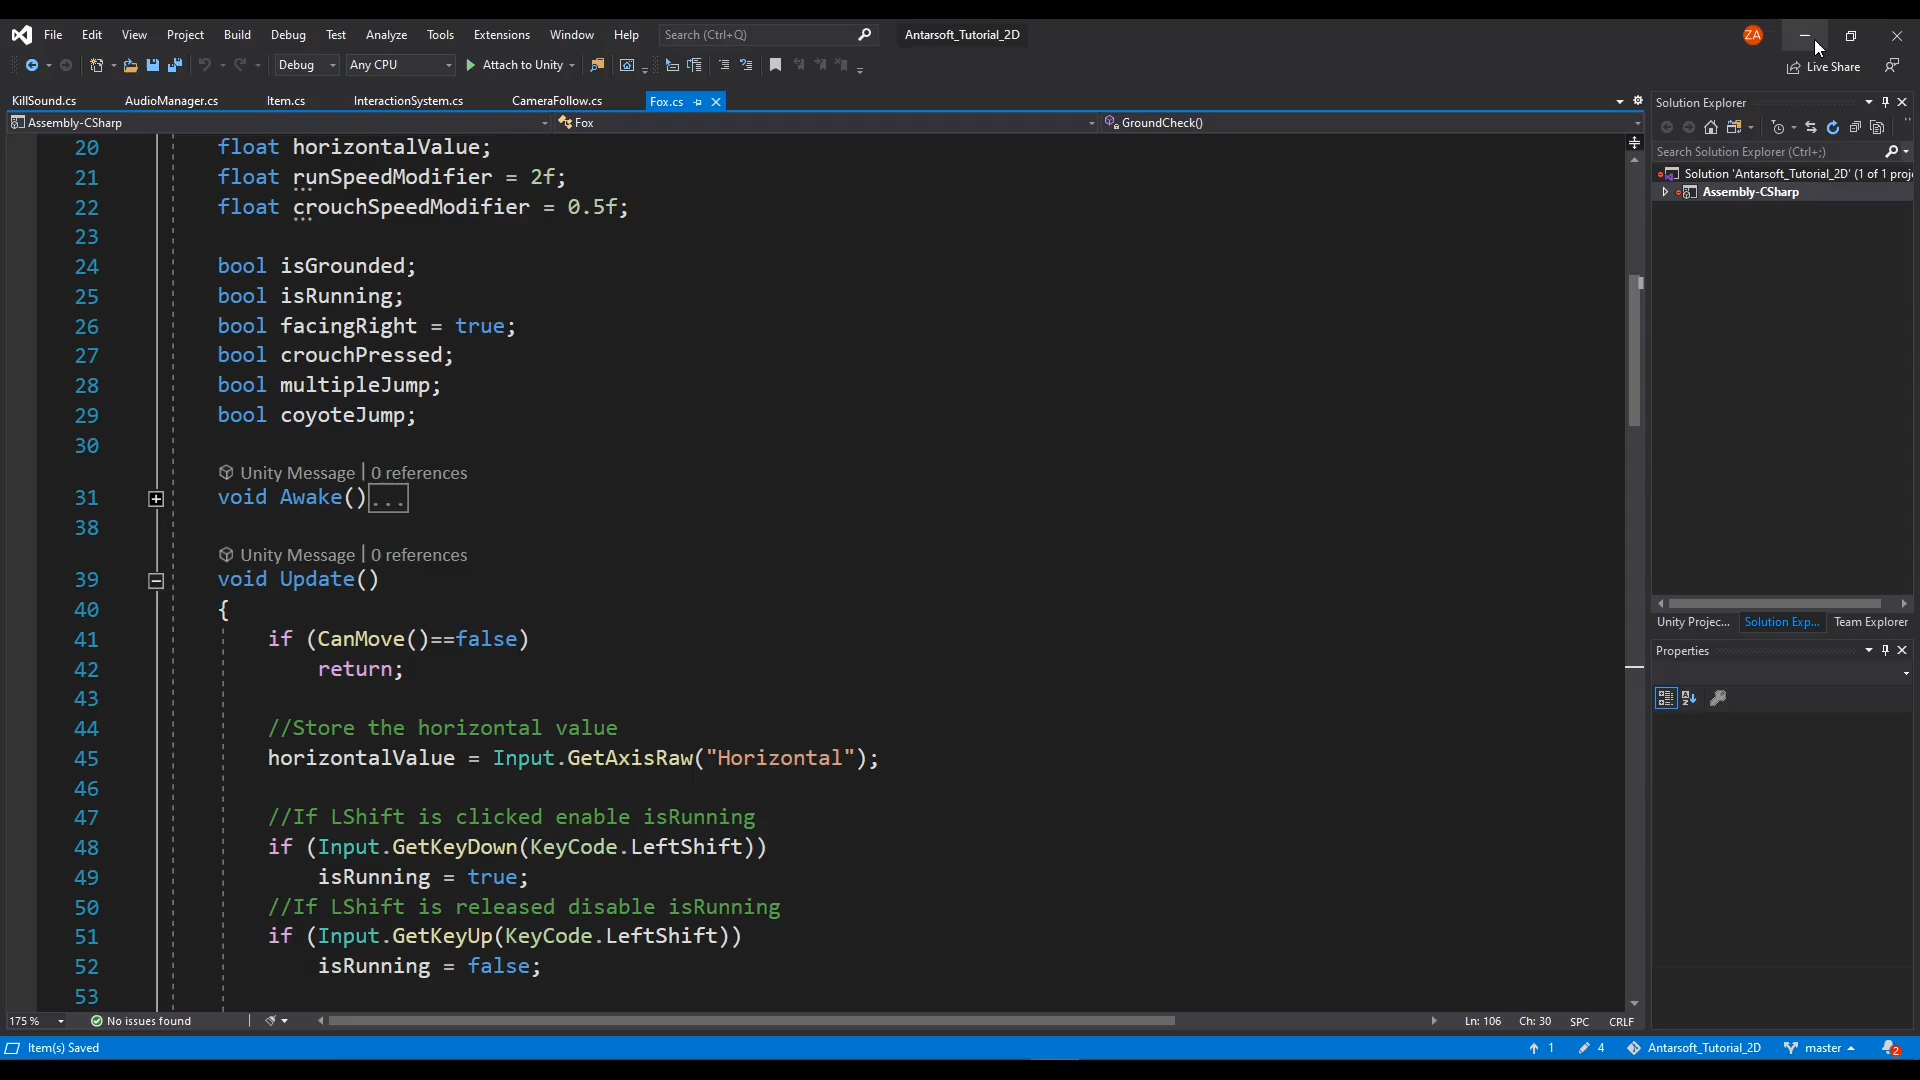 File Edit View Project Build Debug Test Analyze Tools Extensions Window Help Search (Ctrl+Q) Antarsoft_Tutorial_2D ZA
Debug Any CPU Attach to Unity Live Share
KillSound.cs AudioManager.cs Item.cs InteractionSystem.cs CameraFollow.cs Fox.cs
Assembly-CSharp Fox GroundCheck()
20 float horizontalValue;
21 float runSpeedModifier = 2f;
22 float crouchSpeedModifier = 0.5f;
23
24 bool isGrounded;
25 bool isRunning;
26 bool facingRight = true;
27 bool crouchPressed;
28 bool multipleJump;
29 bool coyoteJump;
30
Unity Message | 0 references
31 void Awake()...
38
Unity Message | 0 references
39 void Update()
40 {
41 if (CanMove()==false)
42 return;
43
44 //Store the horizontal value
45 horizontalValue = Input.GetAxisRaw("Horizontal");
46
47 //If LShift is clicked enable isRunning
48 if (Input.GetKeyDown(KeyCode.LeftShift))
49 isRunning = true;
50 //If LShift is released disable isRunning
51 if (Input.GetKeyUp(KeyCode.LeftShift))
52 isRunning = false;
53
175 % No issues found Ln: 106 Ch: 30 SPC CRLF
Solution Explorer
Search Solution Explorer (Ctrl+;)
Solution 'Antarsoft_Tutorial_2D' (1 of 1 proje
Assembly-CSharp
Unity Projec... Solution Exp... Team Explorer
Properties
Item(s) Saved 1 4 Antarsoft_Tutorial_2D master 2